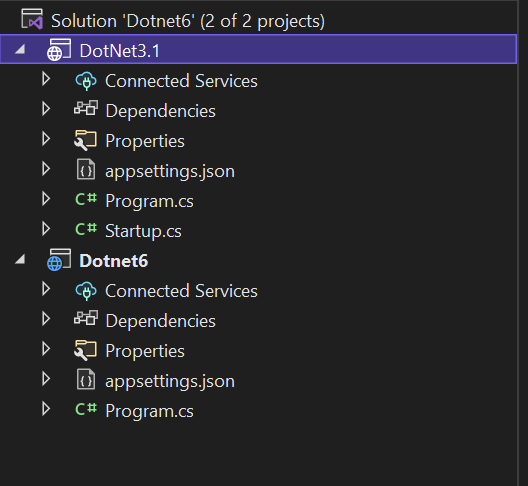 Solution 'Dotnet6' (2 of 2 projects)
DotNet3.1
Connected Services
Dependencies
Properties
appsettings.json
C# Program.cs
C# Startup.cs
Dotnet6
Connected Services
Dependencies
Properties
appsettings.json
C# Program.cs